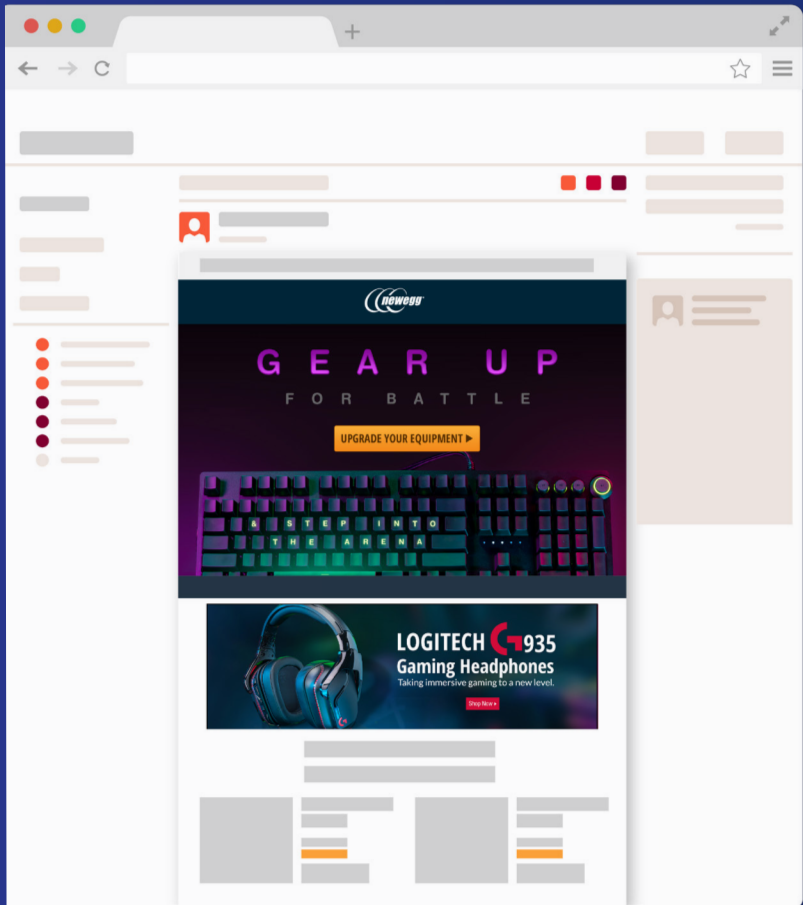 newegg
GEAR UP
FOR BATTLE
UPGRADE YOUR EQUIPMENT ▶
& STEP INTO
THE ARENA
LOGITECH G935
Gaming Headphones
Taking immersive gaming to a new level.
Shop Now ▸